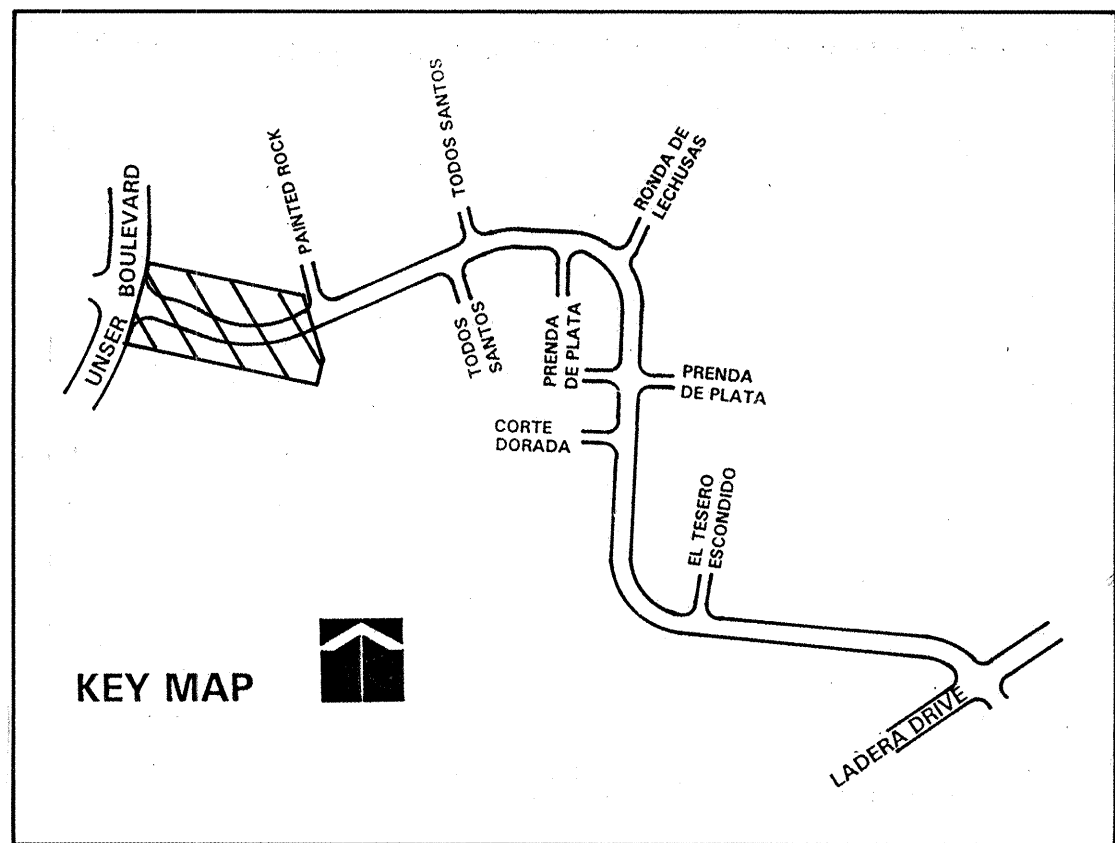 UNSER BOULEVARD
PAINTED ROCK
TODOS SANTOS
TODOS
SANTOS
RONDA DE
LECHUSAS
PRENDA
DE PLATA
PRENDA
DE PLATA
CORTE
DORADA
EL TESERO
ESCONDIDO
LADERA DRIVE
KEY MAP